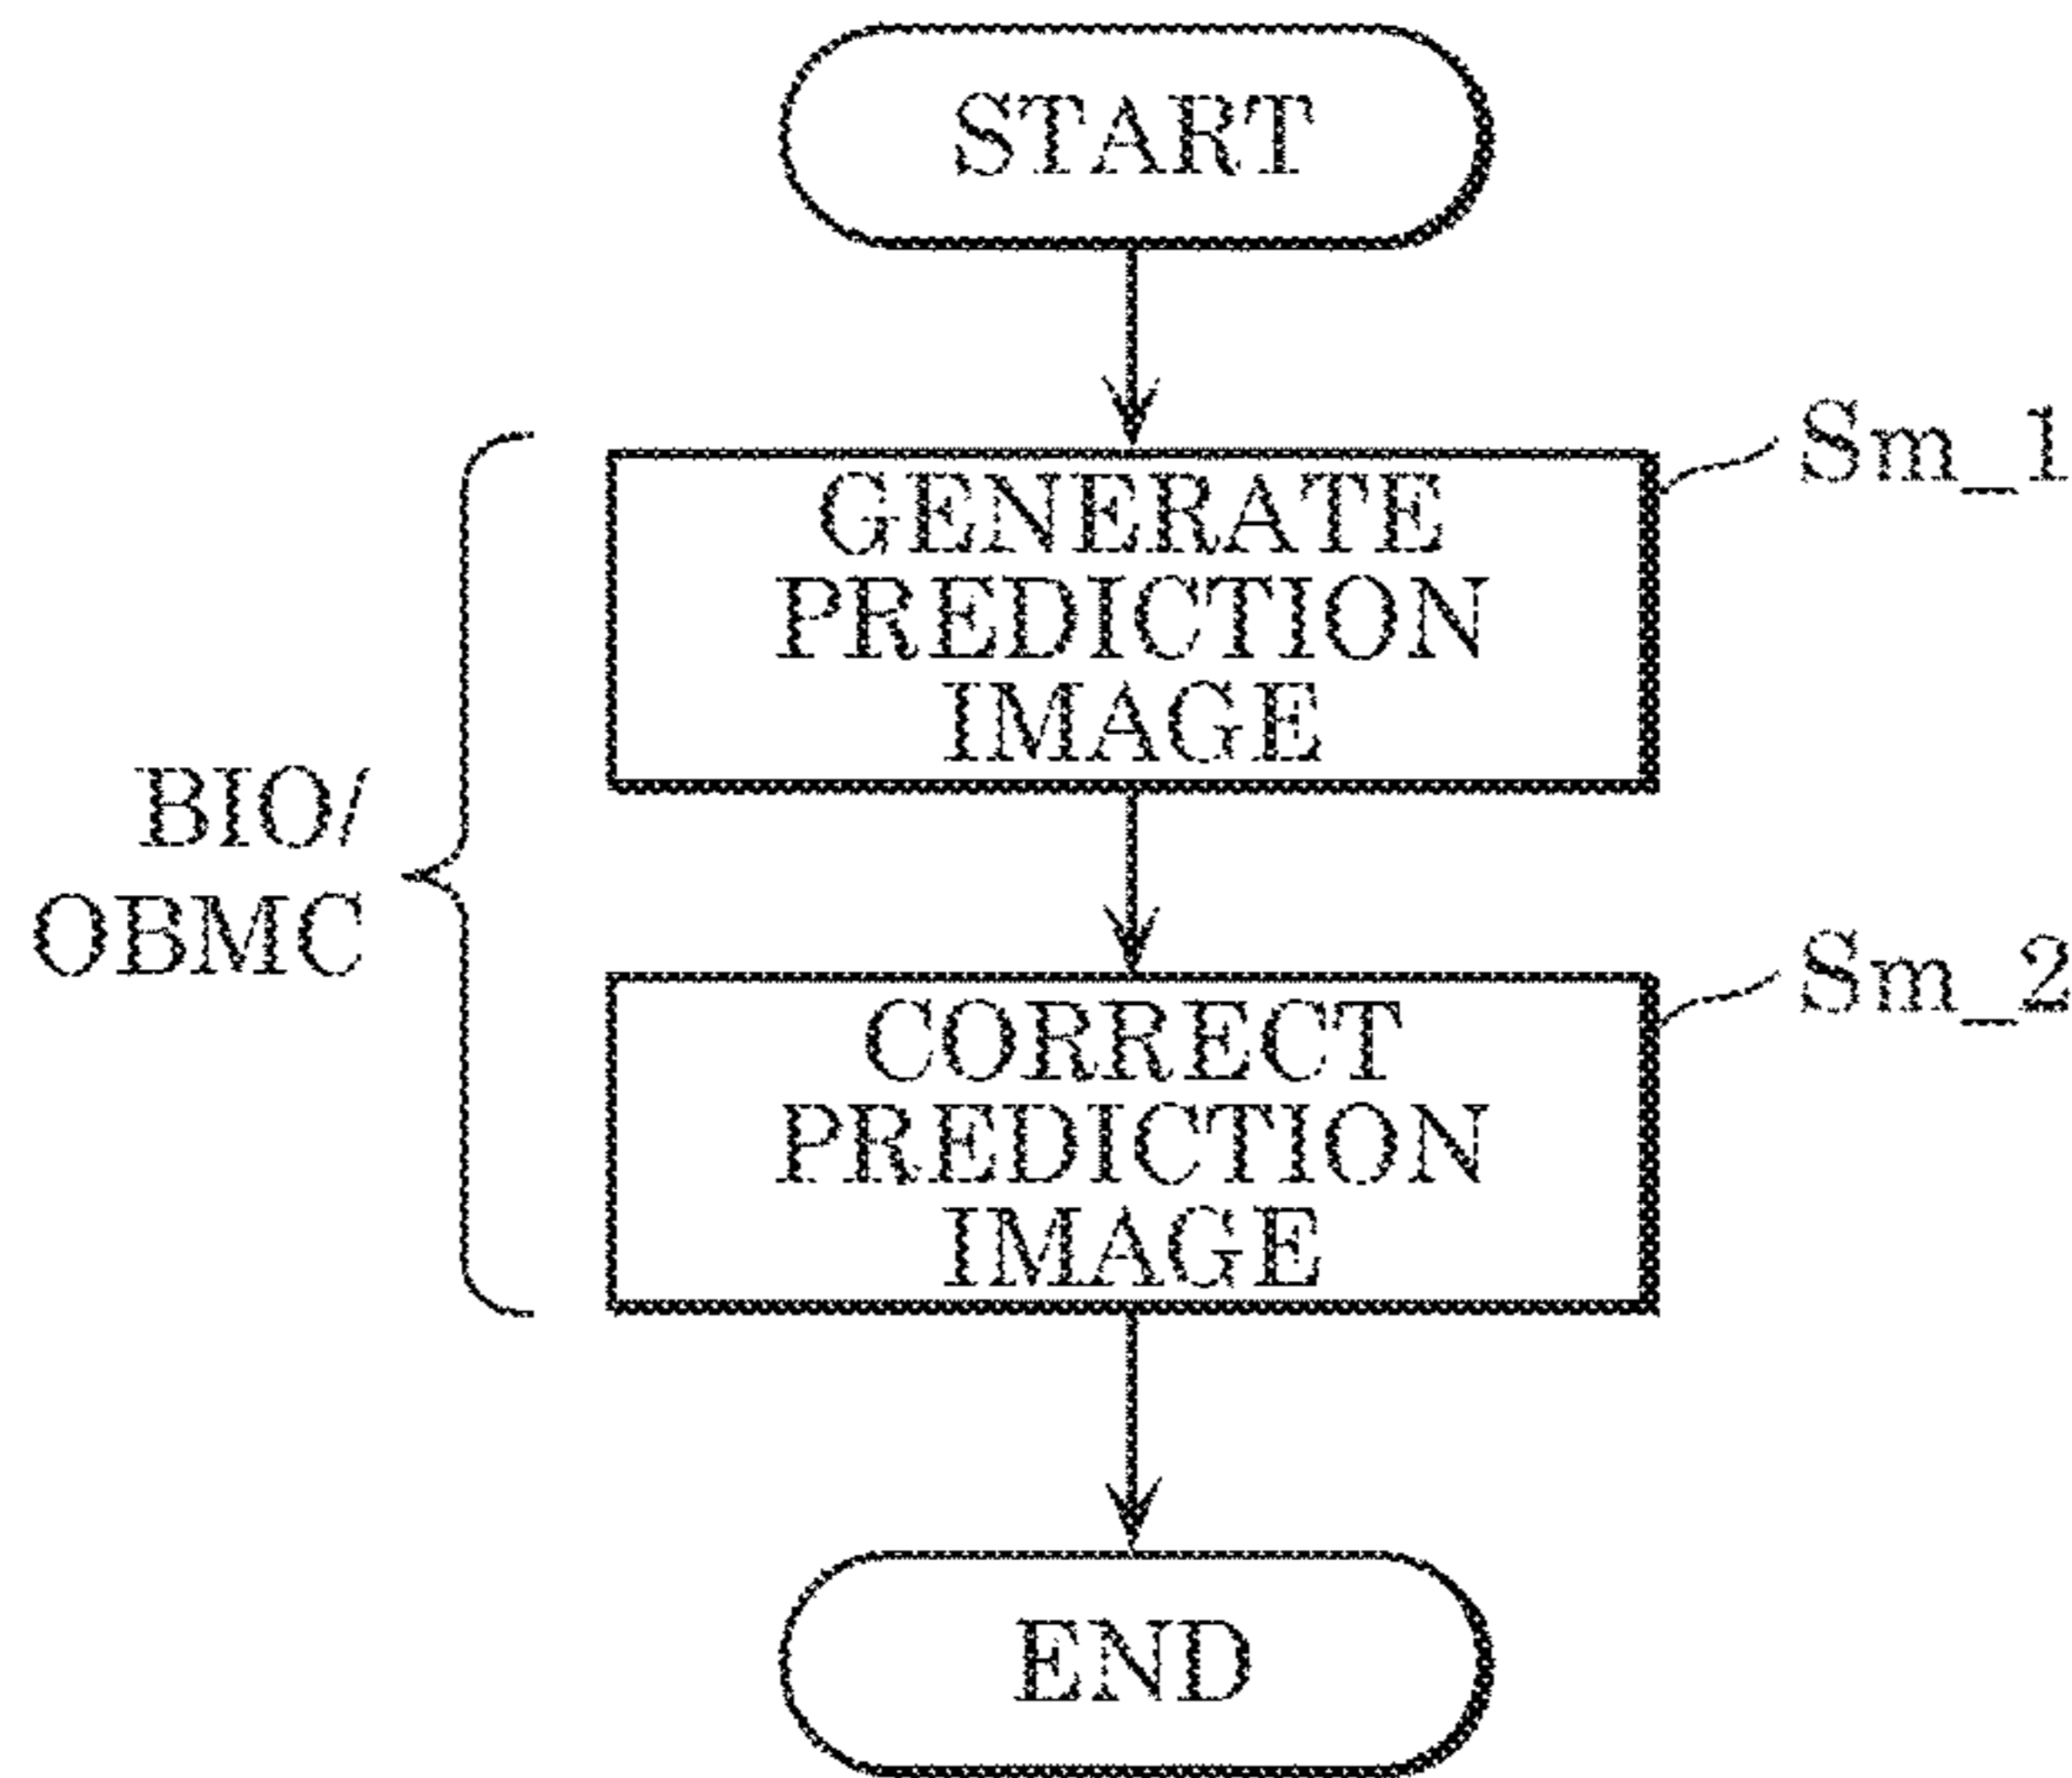 START
Sm_1
GENERATE
PREDICTION
IMAGE
BIO/
OBMC
Sm_2
CORRECT
PREDICTION
IMAGE
END